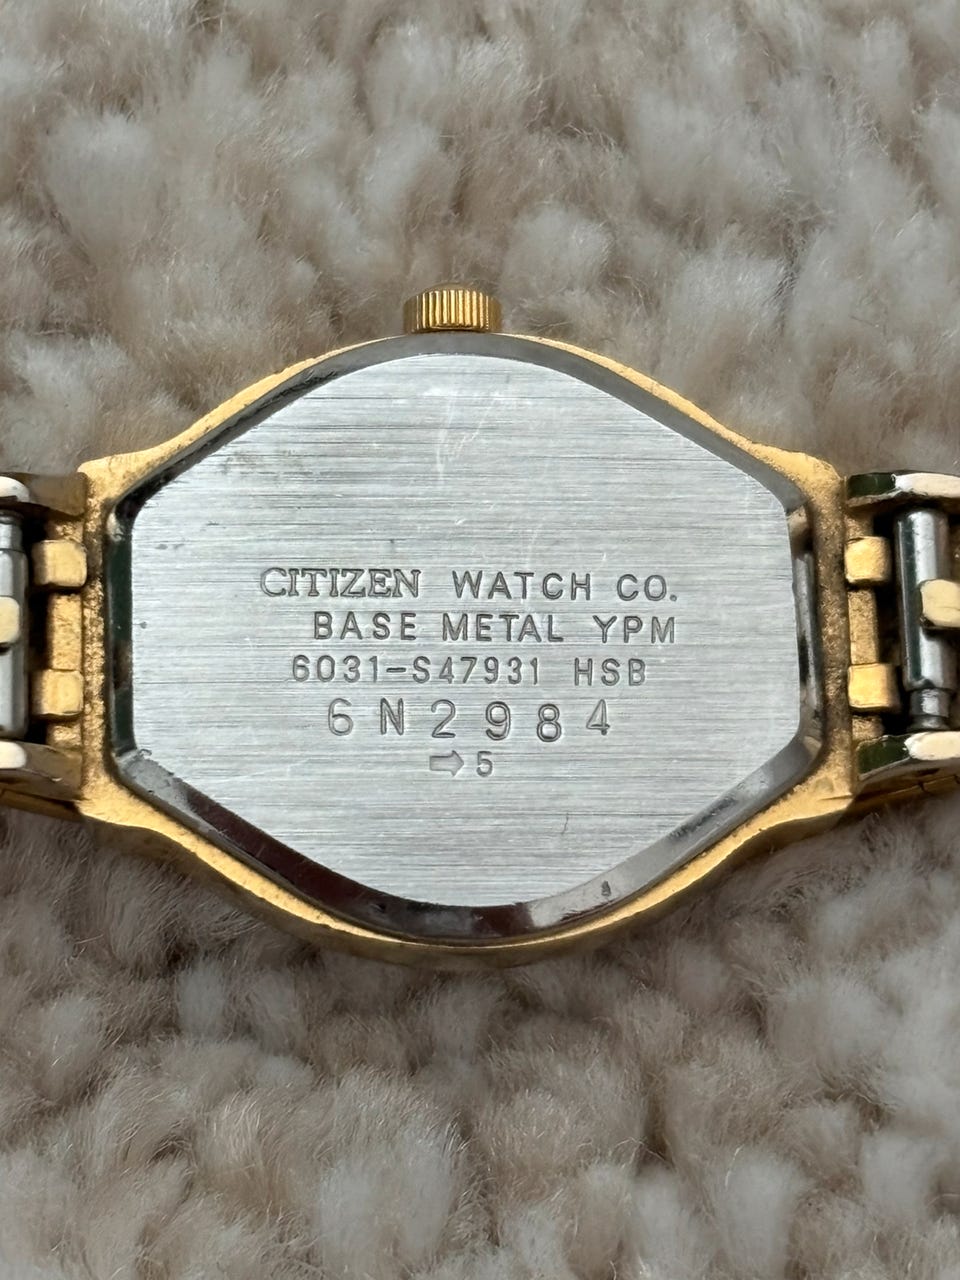 CITIZEN WATCH CO.
BASE METAL YPM
6031-S47931 HSB
6N2984
⇨5